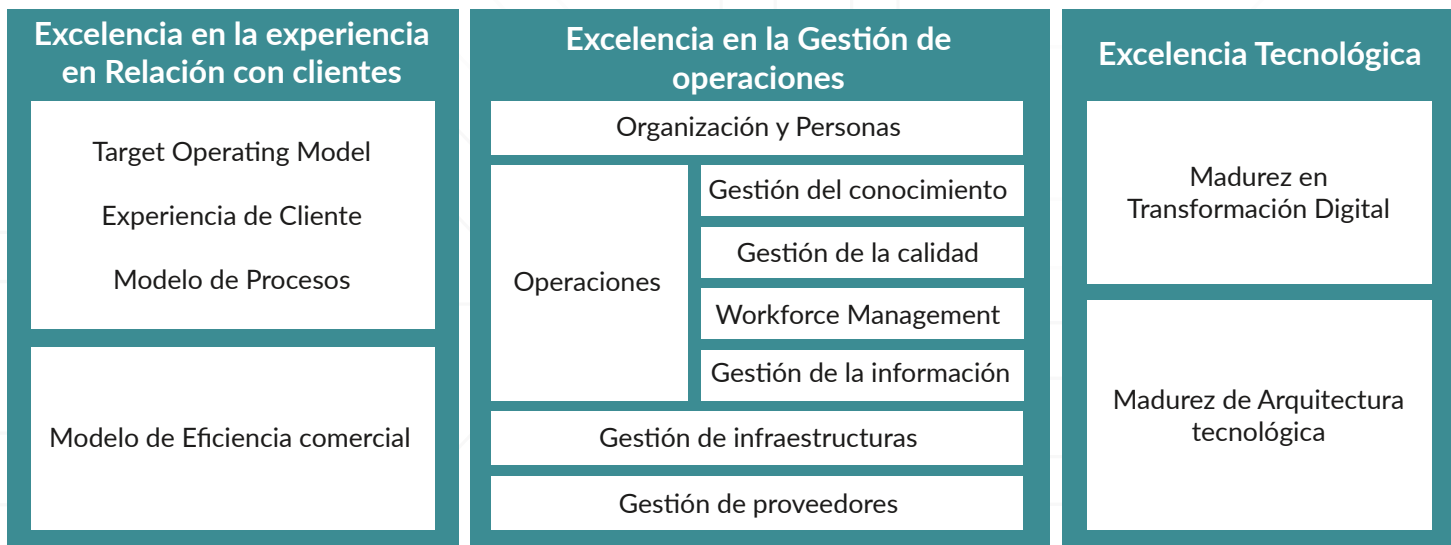 Excelencia en la experiencia
en Relación con clientes
Target Operating Model
Experiencia de Cliente
Modelo de Procesos
Modelo de Eficiencia comercial
Excelencia en la Gestión de
operaciones
Organización y Personas
Operaciones
Gestión del conocimiento
Gestión de la calidad
Workforce Management
Gestión de la información
Gestión de infraestructuras
Gestión de proveedores
Excelencia Tecnológica
Madurez en
Transformación Digital
Madurez de Arquitectura
tecnológica